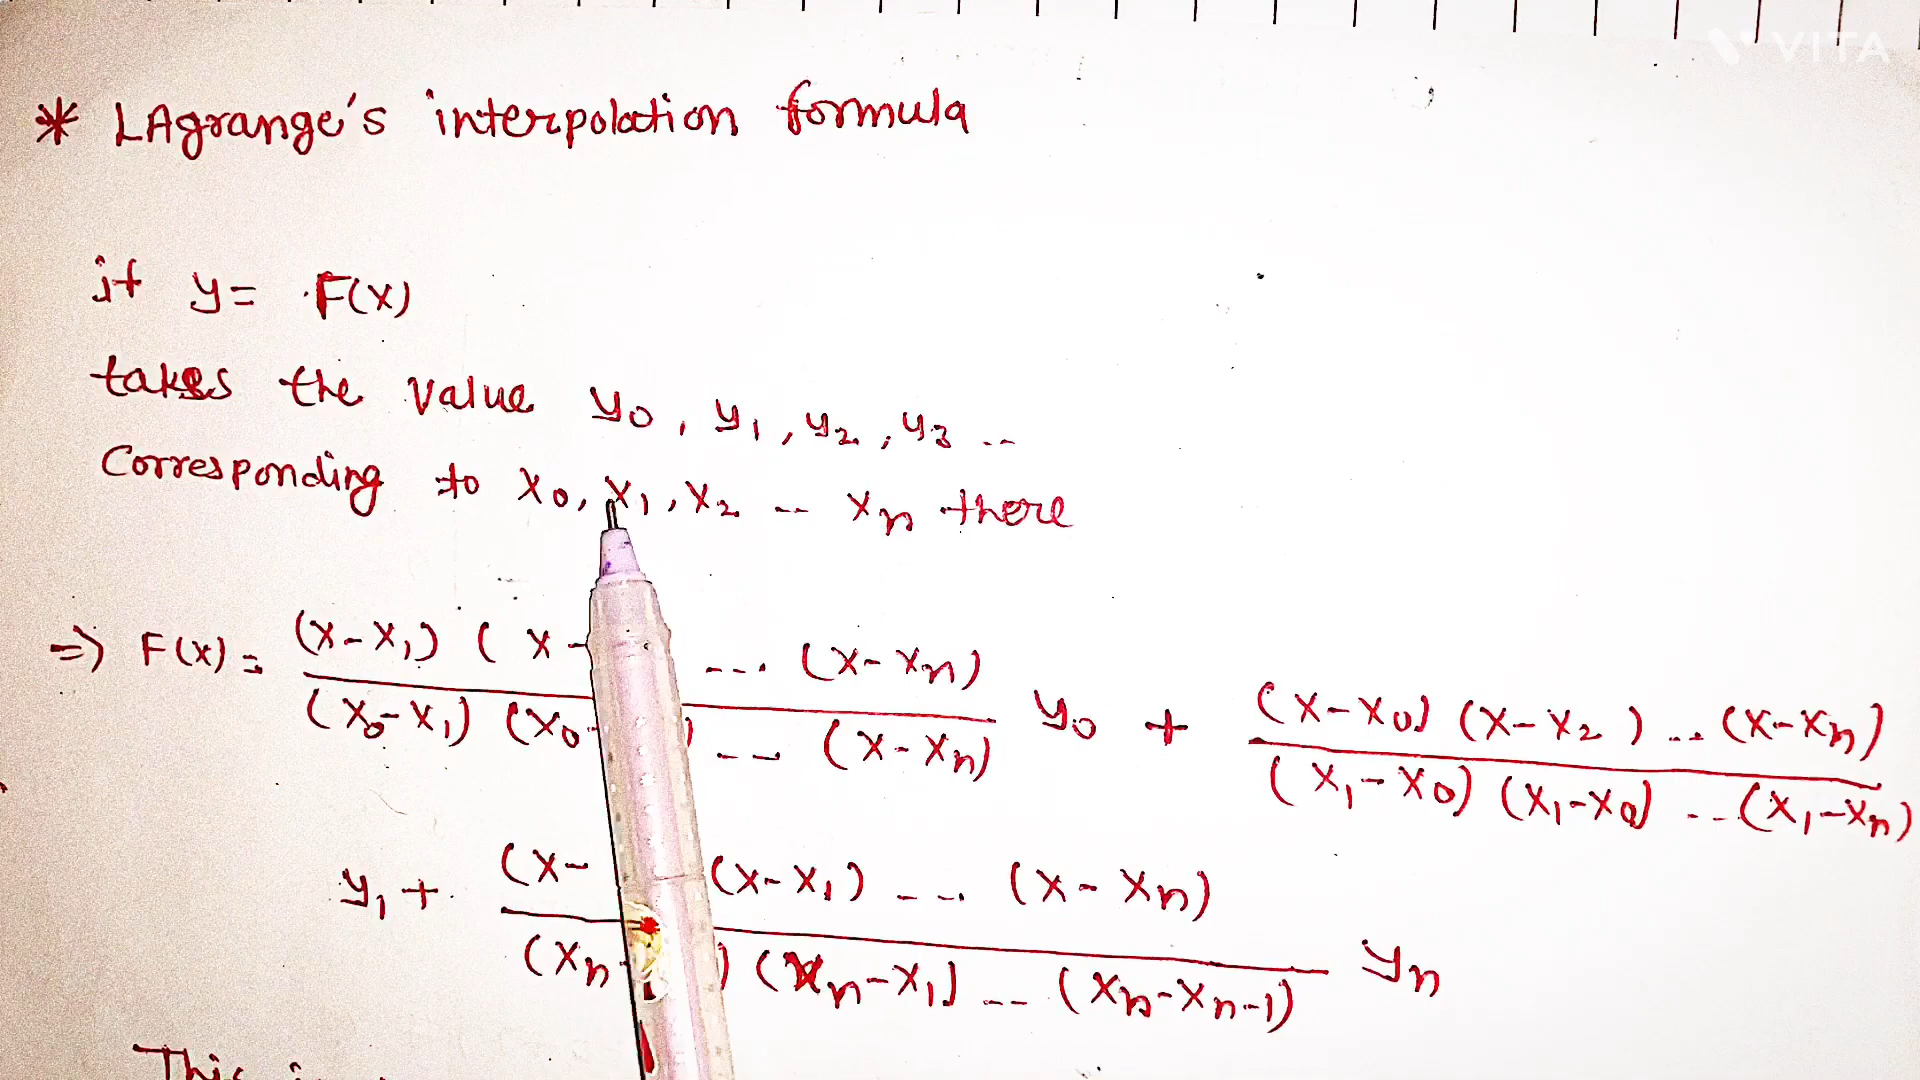 VITA
* LAgrange's interpolation formula
if y = F(x)
takes the value y₀, y₁, y₂, y₃ --
Corresponding to x₀, x₁, x₂ -- xₙ there
=> F(x) = (x-x₁) (x- ... (x-xₙ) / (x₀-x₁) (x₀- ) -- (x-xₙ) y₀ + (x-x₀) (x-x₂) .. (x-xₙ) / (x₁-x₀) (x₁-x₀) -- (x₁-xₙ)
y₁ + (x- (x-x₁) -- (x-xₙ) / (xₙ- ) (xₙ-x₁) -- (xₙ-xₙ₋₁) yₙ
This